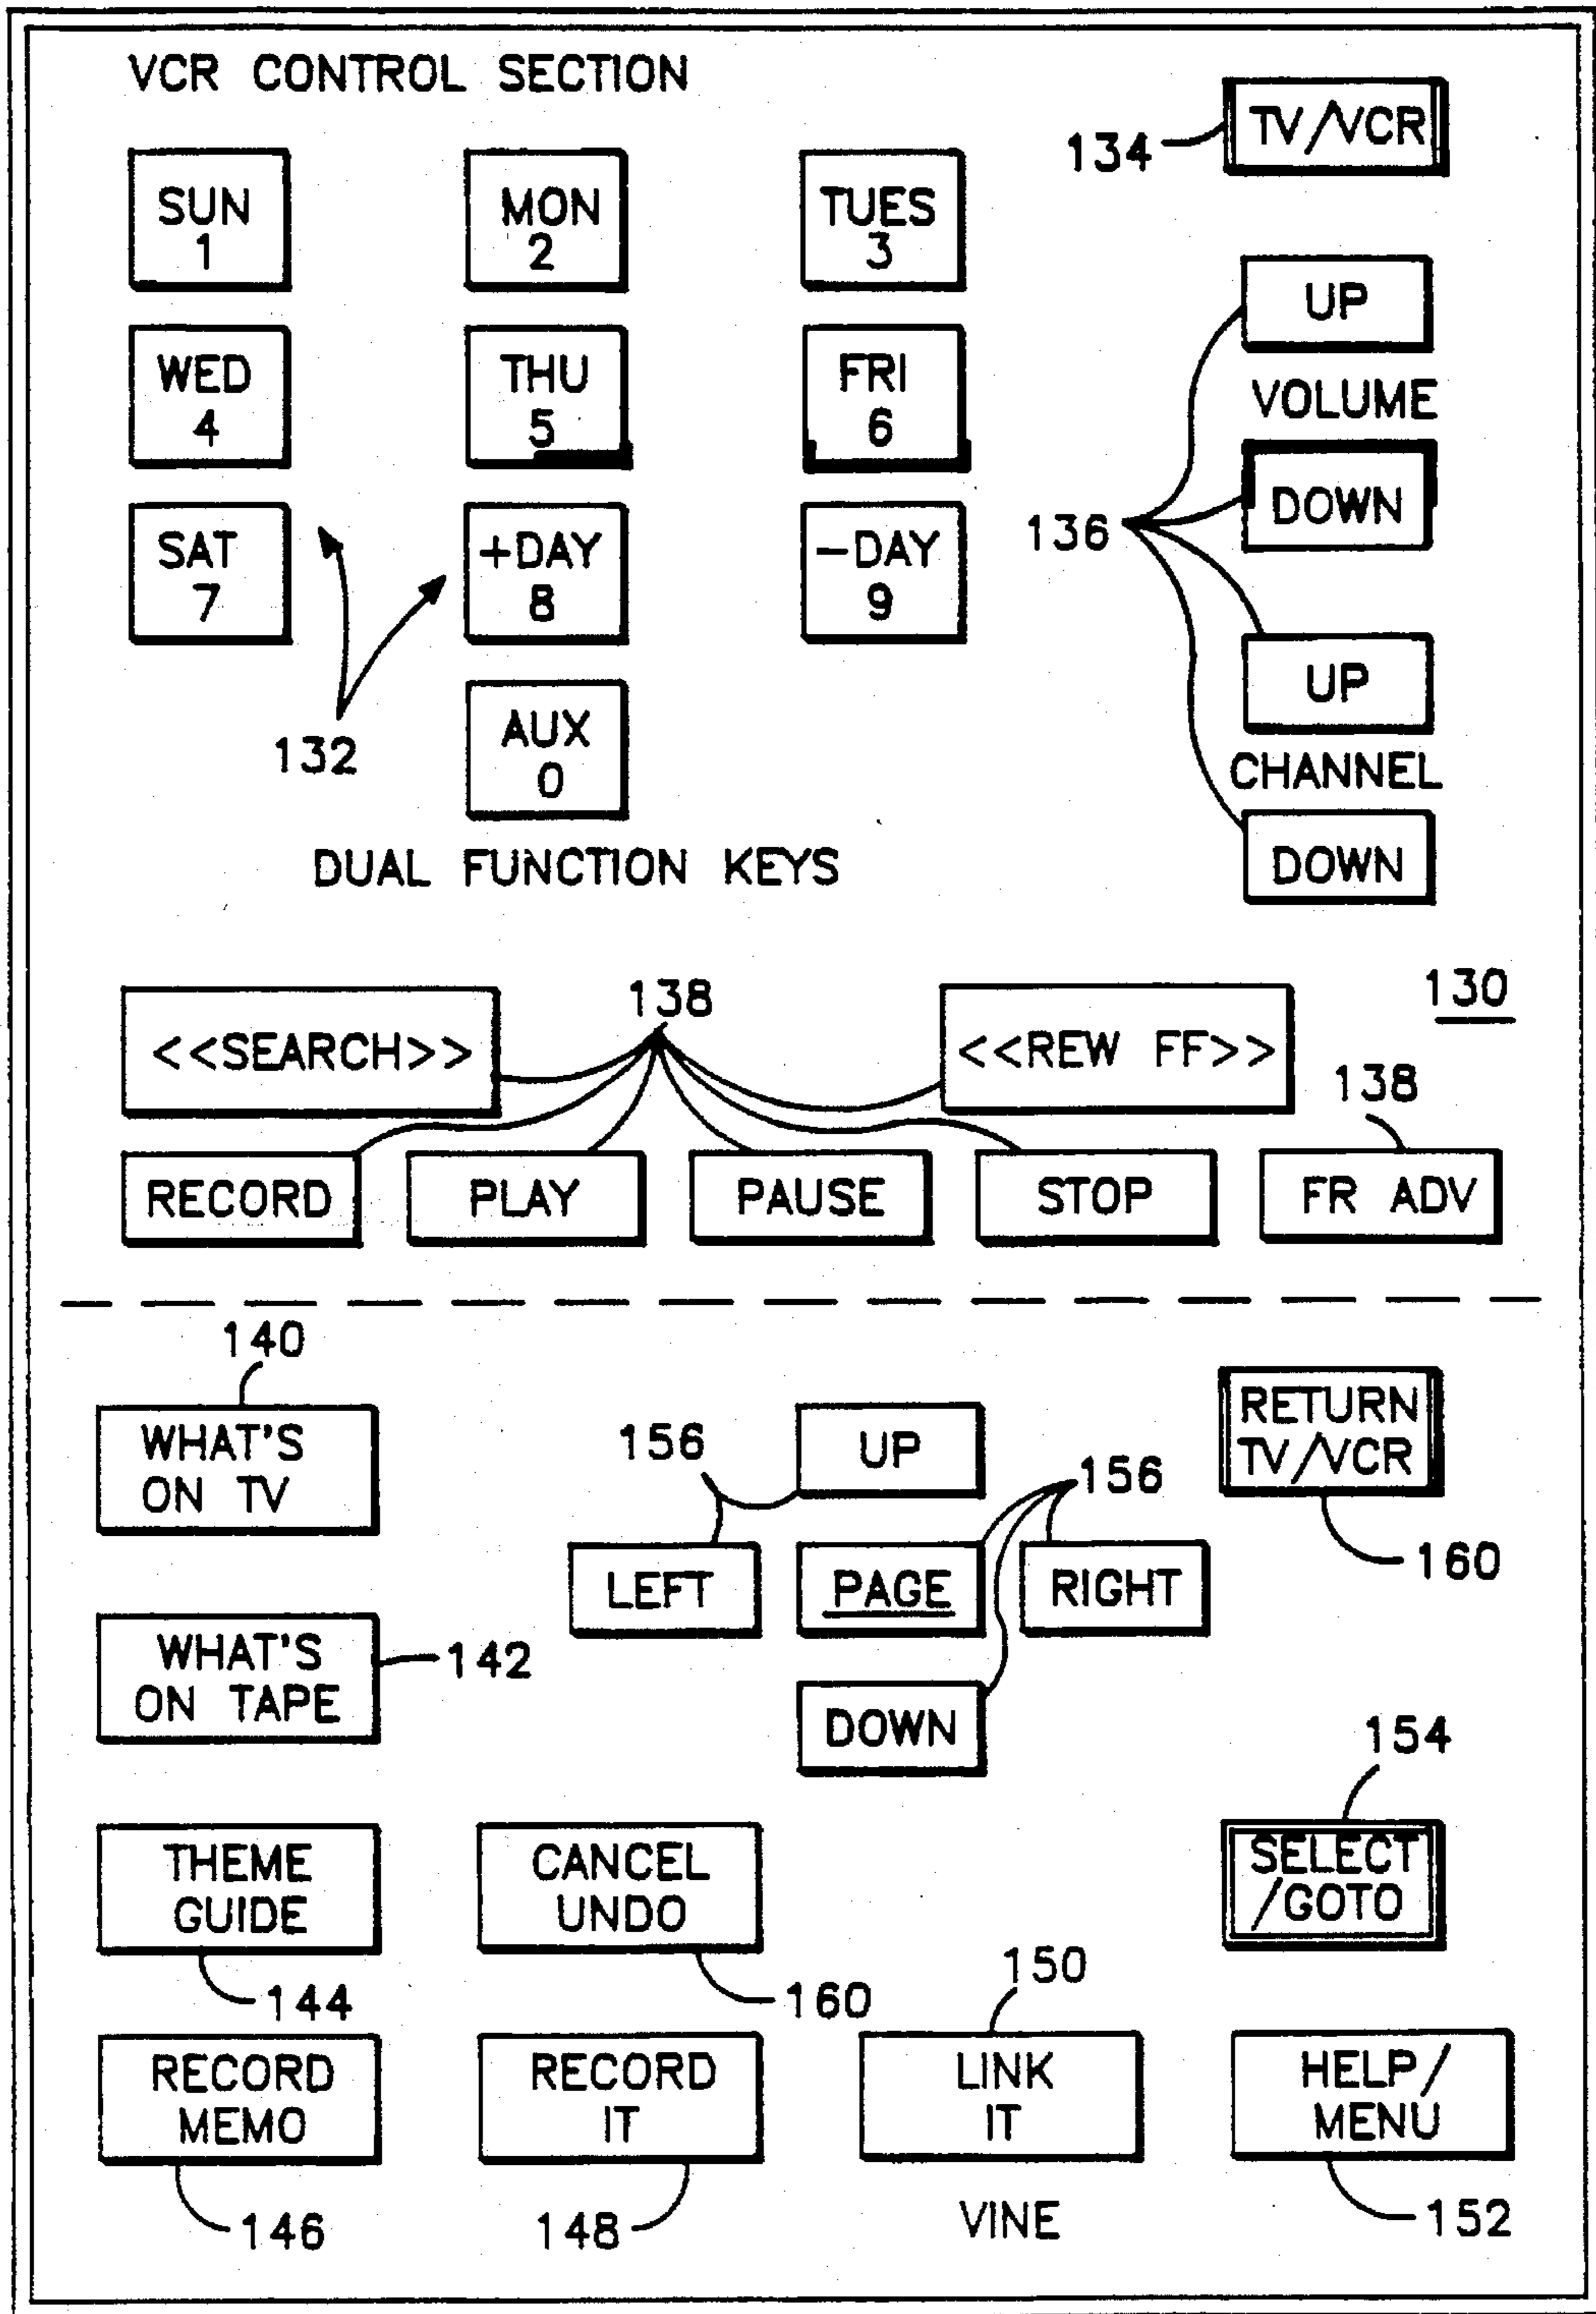 VCR CONTROL SECTION
TV/VCR
134
SUN
1
MON
2
TUES
3
UP
VOLUME
DOWN
WED
4
THU
5
FRI
6
136
SAT
7
+DAY
8
-DAY
9
UP
CHANNEL
DOWN
132
AUX
0
DUAL FUNCTION KEYS
130
138
<<SEARCH>>
<<REW FF>>
138
RECORD
PLAY
PAUSE
STOP
FR ADV
140
WHAT'S
ON TV
156
UP
156
RETURN
TV/VCR
160
LEFT
PAGE
RIGHT
WHAT'S
ON TAPE
142
DOWN
154
THEME
GUIDE
144
CANCEL
UNDO
160
SELECT
/GOTO
150
RECORD
MEMO
146
RECORD
IT
148
LINK
IT
VINE
HELP/
MENU
152